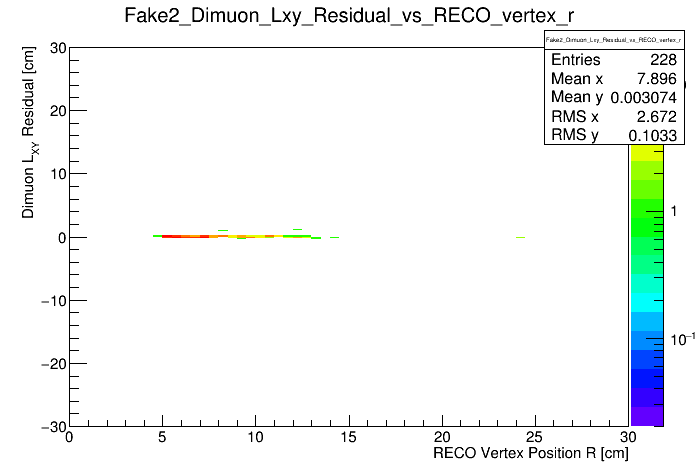 Fake2_Dimuon_Lxy_Residual_vs_RECO_vertex_r
Fake2_Dimuon_Lxy_Residual_vs_RECO_vertex_r
Entries 228
Mean x 7.896
Mean y 0.003074
RMS x 2.672
RMS y 0.1033
Dimuon LXY Residual [cm]
30
20
10
0
−10
−20
−30
0 5 10 15 20 25 30
RECO Vertex Position R [cm]
1
10−1